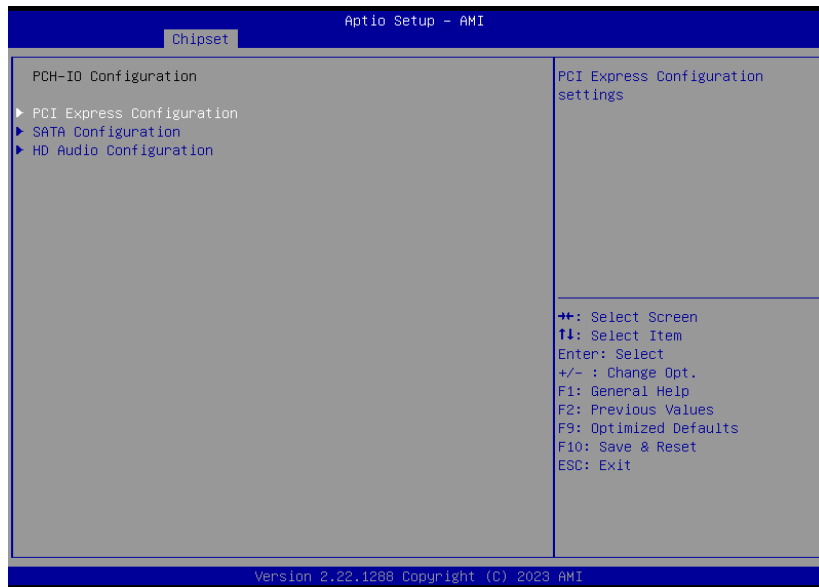 Aptio Setup – AMI
Chipset
PCH-IO Configuration
PCI Express Configuration
SATA Configuration
HD Audio Configuration
PCI Express Configuration
settings
→←: Select Screen
↑↓: Select Item
Enter: Select
+/- : Change Opt.
F1: General Help
F2: Previous Values
F9: Optimized Defaults
F10: Save & Reset
ESC: Exit
Version 2.22.1288 Copyright (C) 2023 AMI